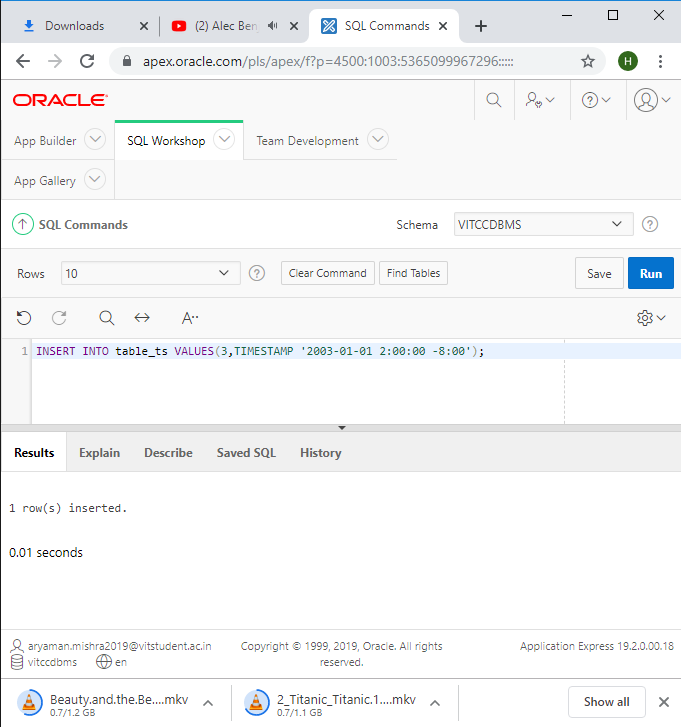 Downloads
(2) Alec Ben
SQL Commands
apex.oracle.com/pls/apex/f?p=4500:1003:5365099967296:::::
H
ORACLE
App Builder
SQL Workshop
Team Development
App Gallery
SQL Commands
Schema
VITCCDBMS
Rows
10
Clear Command
Find Tables
Save
Run
A··
1 INSERT INTO table_ts VALUES(3,TIMESTAMP '2003-01-01 2:00:00 -8:00');
Results
Explain
Describe
Saved SQL
History
1 row(s) inserted.
0.01 seconds
aryaman.mishra2019@vitstudent.ac.in
vitccdbms
en
Copyright © 1999, 2019, Oracle. All rights
reserved.
Application Express 19.2.0.00.18
Beauty.and.the.Be....mkv
0.7/1.2 GB
2_Titanic_Titanic.1....mkv
0.7/1.1 GB
Show all